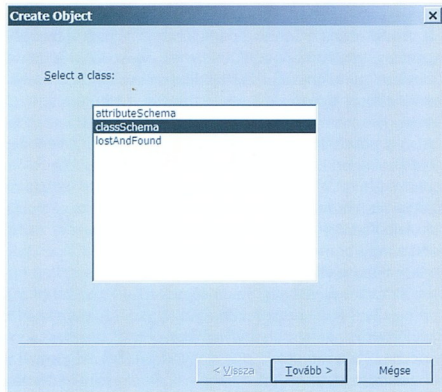 Create Object
Select a class:
attributeSchema
classSchema
lostAndFound
< Vissza
Tovább >
Mégse